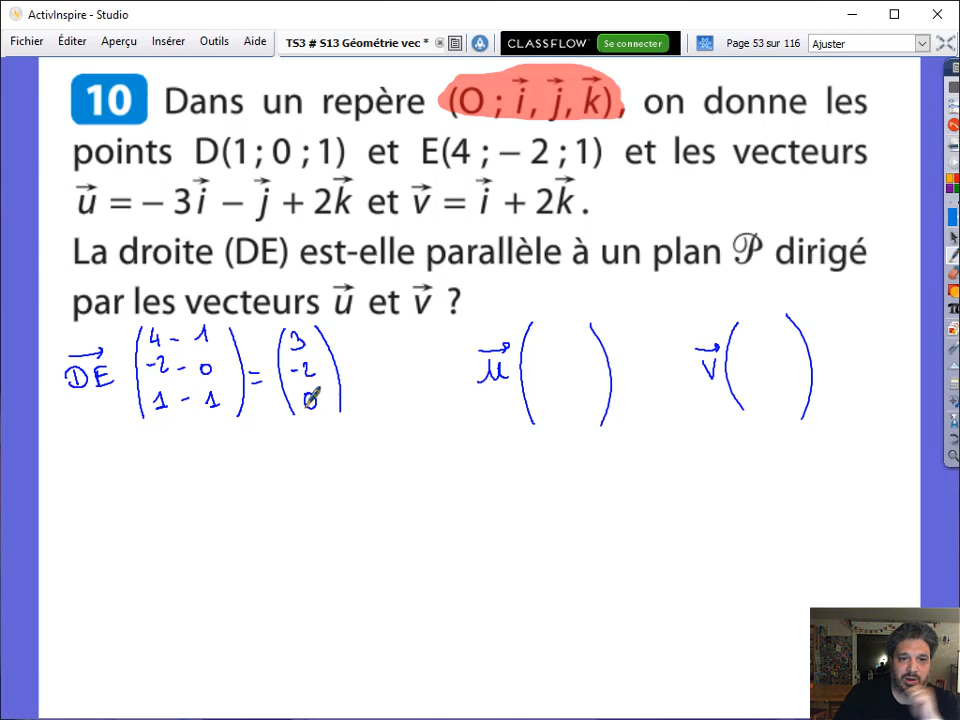 ActivInspire - Studio
Fichier Éditer Aperçu Insérer Outils Aide TS3 # S13 Géométrie vec * CLASSFLOW Se connecter Page 53 sur 116 Ajuster
10 Dans un repère (O ; i⃗, j⃗, k⃗), on donne les
points D(1 ; 0 ; 1) et E(4 ; − 2 ; 1) et les vecteurs
u⃗ = − 3i⃗ − j⃗ + 2k⃗ et v⃗ = i⃗ + 2k⃗.
La droite (DE) est-elle parallèle à un plan 𝒫 dirigé
par les vecteurs u⃗ et v⃗ ?
DE⃗ (4 - 1 ; -2 - 0 ; 1 - 1) = (3 ; -2 ; 0) u⃗ ( ) v⃗ ( )